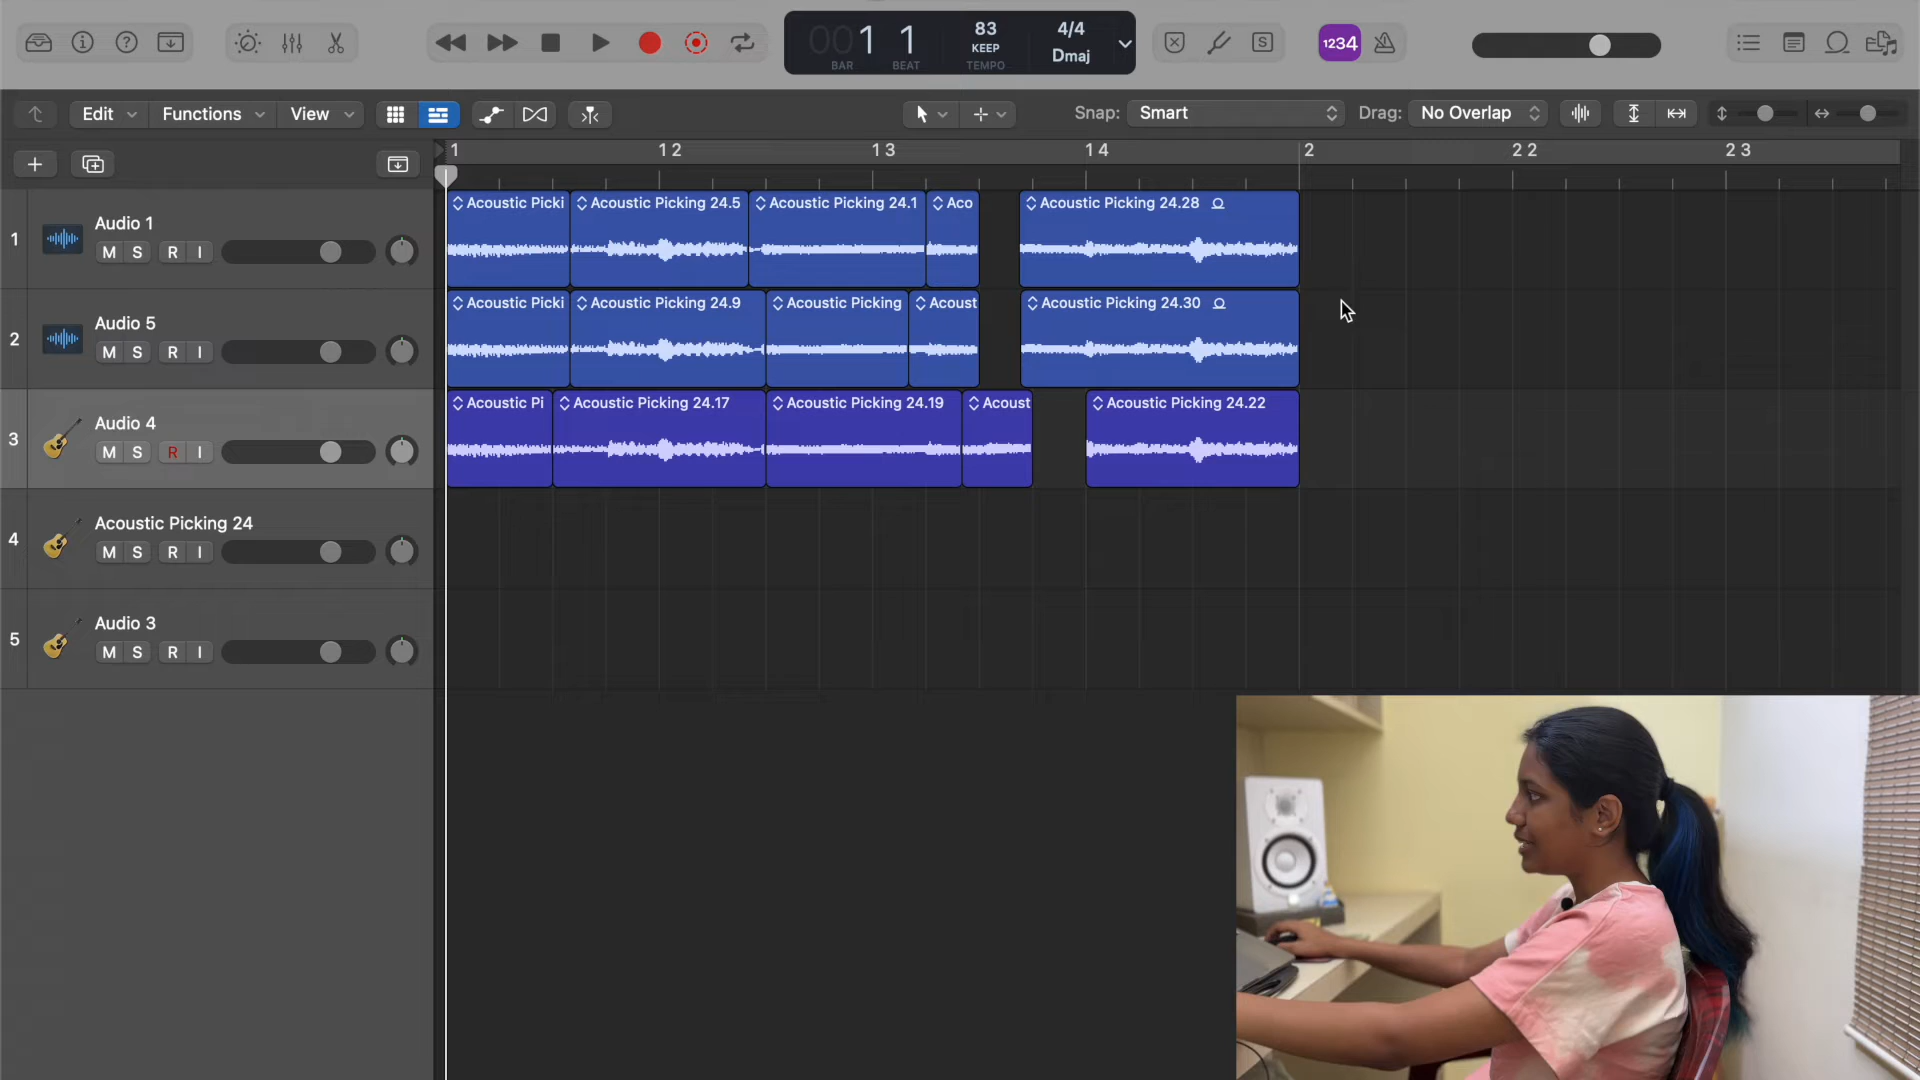 00 1 1
BAR BEAT
83
KEEP
TEMPO
4/4
Dmaj
S
1234
Edit Functions View
Snap: Smart Drag: No Overlap
1 1 2 1 3 1 4 2 2 2 2 3
1 Audio 1
M S R I
Acoustic Picki Acoustic Picking 24.5 Acoustic Picking 24.1 Aco Acoustic Picking 24.28
2 Audio 5
M S R I
Acoustic Picki Acoustic Picking 24.9 Acoustic Picking Acoust Acoustic Picking 24.30
3 Audio 4
M S R I
Acoustic Pi Acoustic Picking 24.17 Acoustic Picking 24.19 Acoust Acoustic Picking 24.22
4 Acoustic Picking 24
M S R I
5 Audio 3
M S R I